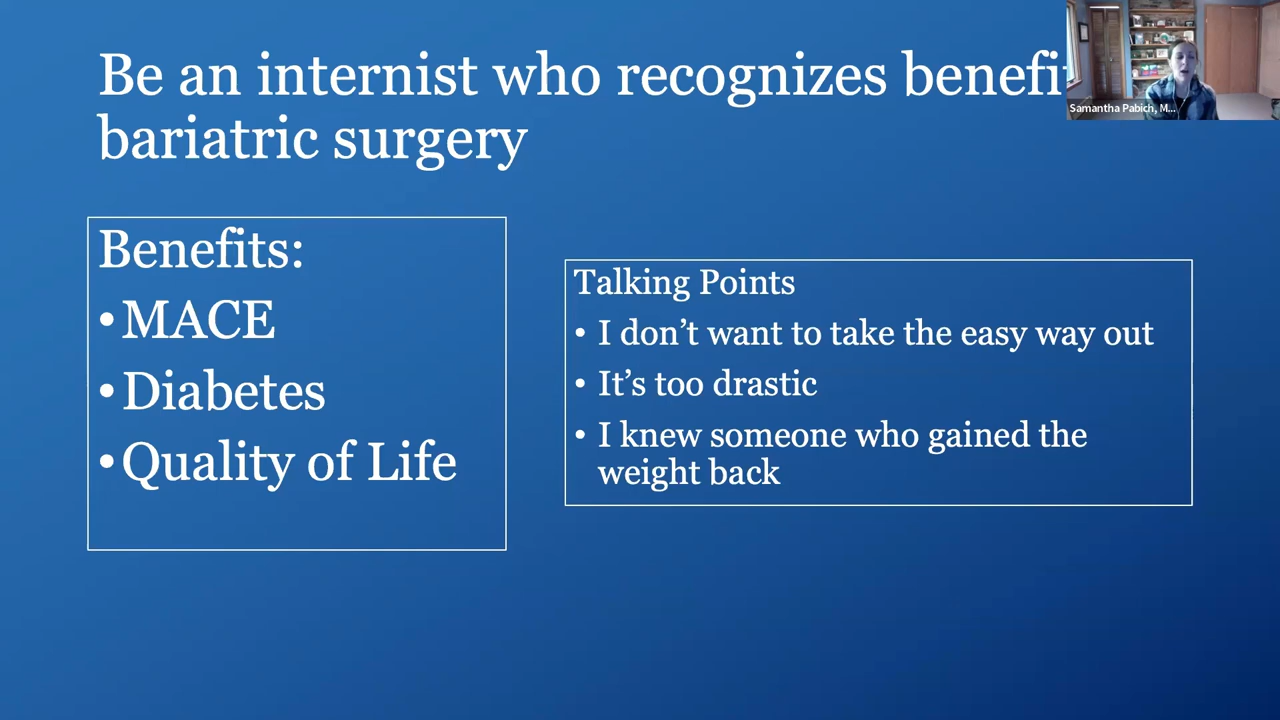 Be an internist who recognizes
bariatric surgery
Samantha Pabich, M...
Benefits:
• MACE
• Diabetes
• Quality of Life
Talking Points
• I don’t want to take the easy way out
• It’s too drastic
• I knew someone who gained the
weight back